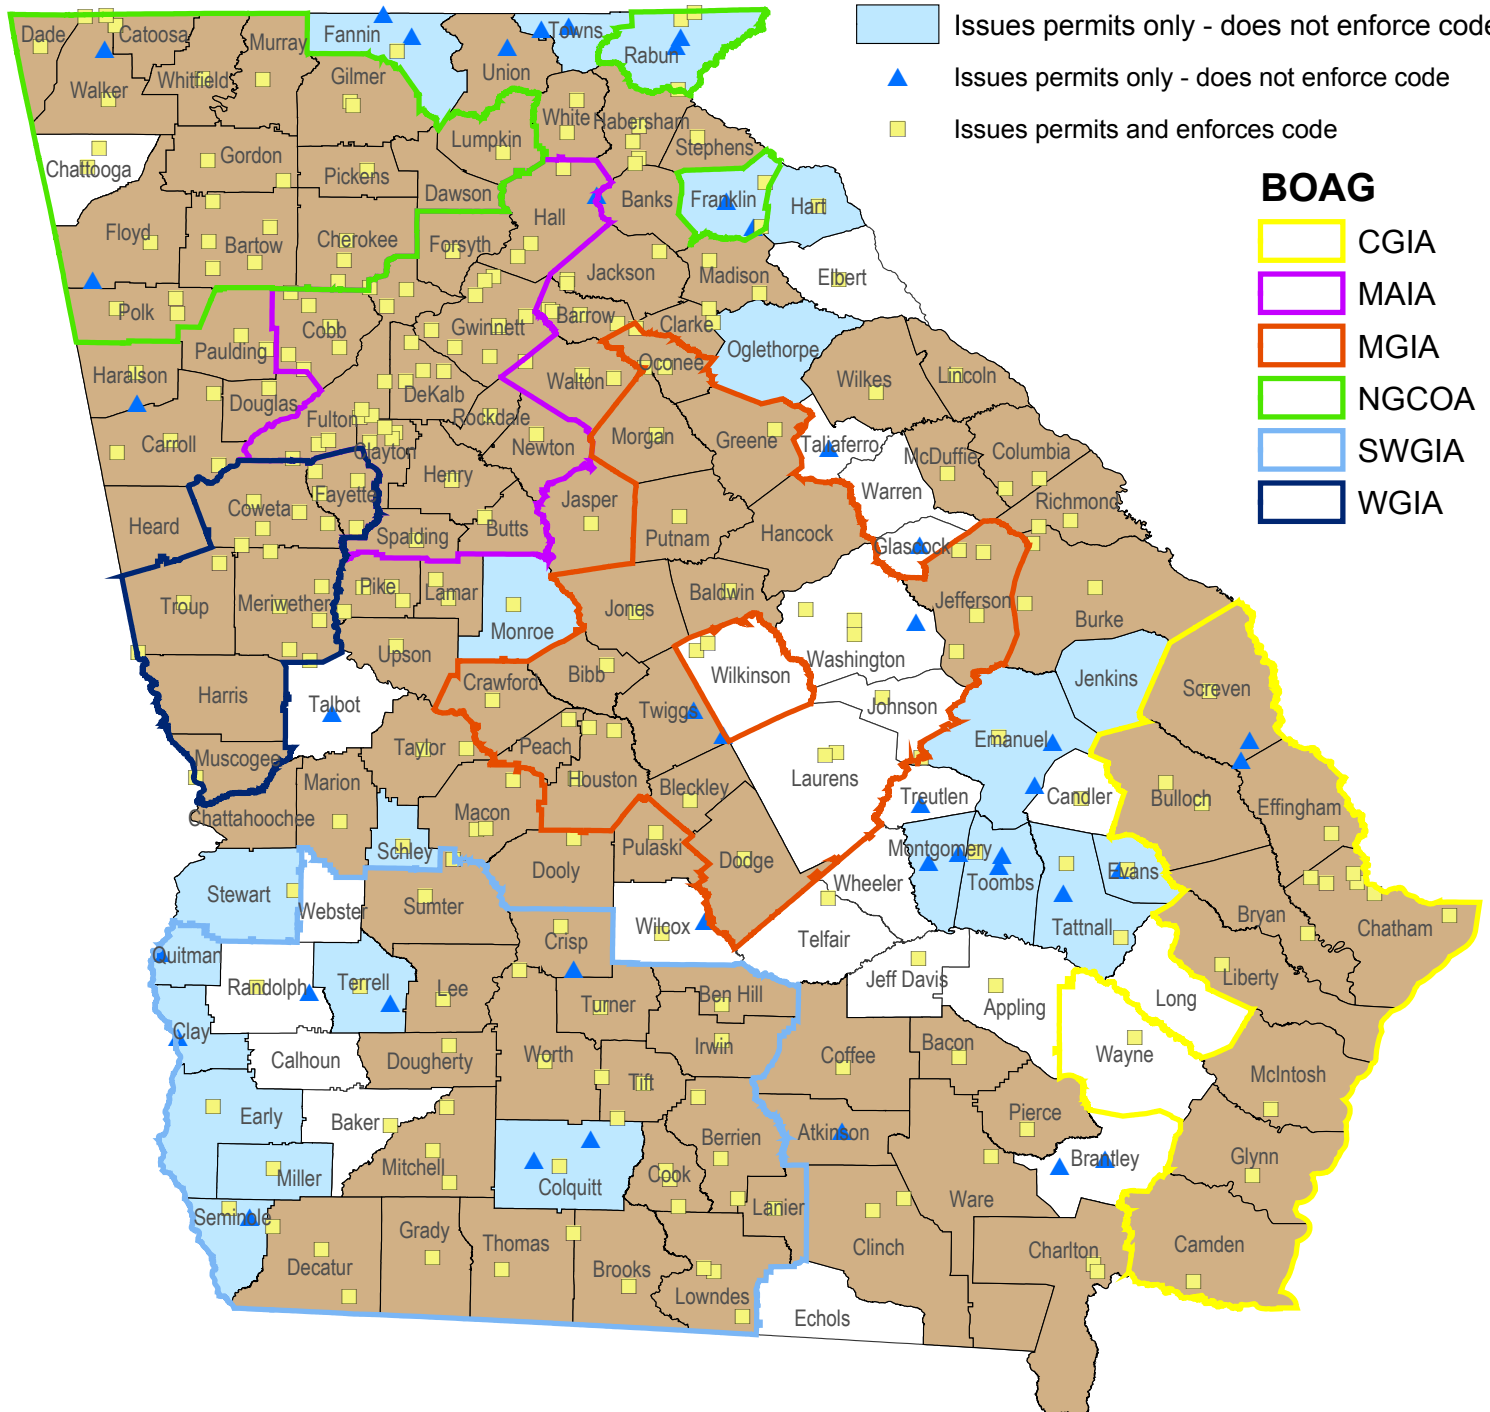 Issues permits only - does not enforce code
Issues permits only - does not enforce code
Issues permits and enforces code
BOAG
CGIA
MAIA
MGIA
NGCOA
SWGIA
WGIA
Dade
Catoosa
Murray
Fannin
Towns
Rabun
Walker
Whitfield
Gilmer
Union
White
Habersham
Lumpkin
Stephens
Chattooga
Gordon
Pickens
Dawson
Banks
Franklin
Hart
Floyd
Bartow
Cherokee
Forsyth
Hall
Jackson
Madison
Elbert
Polk
Cobb
Gwinnett
Barrow
Clarke
Oglethorpe
Paulding
Haralson
Oconee
Walton
Wilkes
Lincoln
Douglas
DeKalb
Rockdale
Fulton
Carroll
Clayton
Newton
Morgan
Greene
Taliaferro
McDuffie
Columbia
Henry
Warren
Richmond
Heard
Coweta
Fayette
Spalding
Butts
Jasper
Putnam
Hancock
Glascock
Troup
Meriwether
Pike
Lamar
Monroe
Jones
Baldwin
Jefferson
Burke
Upson
Washington
Wilkinson
Harris
Talbot
Crawford
Bibb
Twiggs
Johnson
Jenkins
Screven
Muscogee
Taylor
Peach
Emanuel
Marion
Houston
Bleckley
Laurens
Treutlen
Candler
Bulloch
Effingham
Chattahoochee
Macon
Schley
Dooly
Pulaski
Dodge
Montgomery
Toombs
Evans
Stewart
Webster
Sumter
Wheeler
Wilcox
Crisp
Telfair
Tattnall
Bryan
Chatham
Quitman
Randolph
Terrell
Lee
Turner
Ben Hill
Jeff Davis
Appling
Long
Liberty
Clay
Calhoun
Dougherty
Worth
Irwin
Tift
Coffee
Bacon
Wayne
McIntosh
Early
Baker
Berrien
Atkinson
Pierce
Miller
Mitchell
Colquitt
Cook
Brantley
Glynn
Seminole
Grady
Thomas
Lanier
Ware
Decatur
Brooks
Lowndes
Clinch
Charlton
Camden
Echols